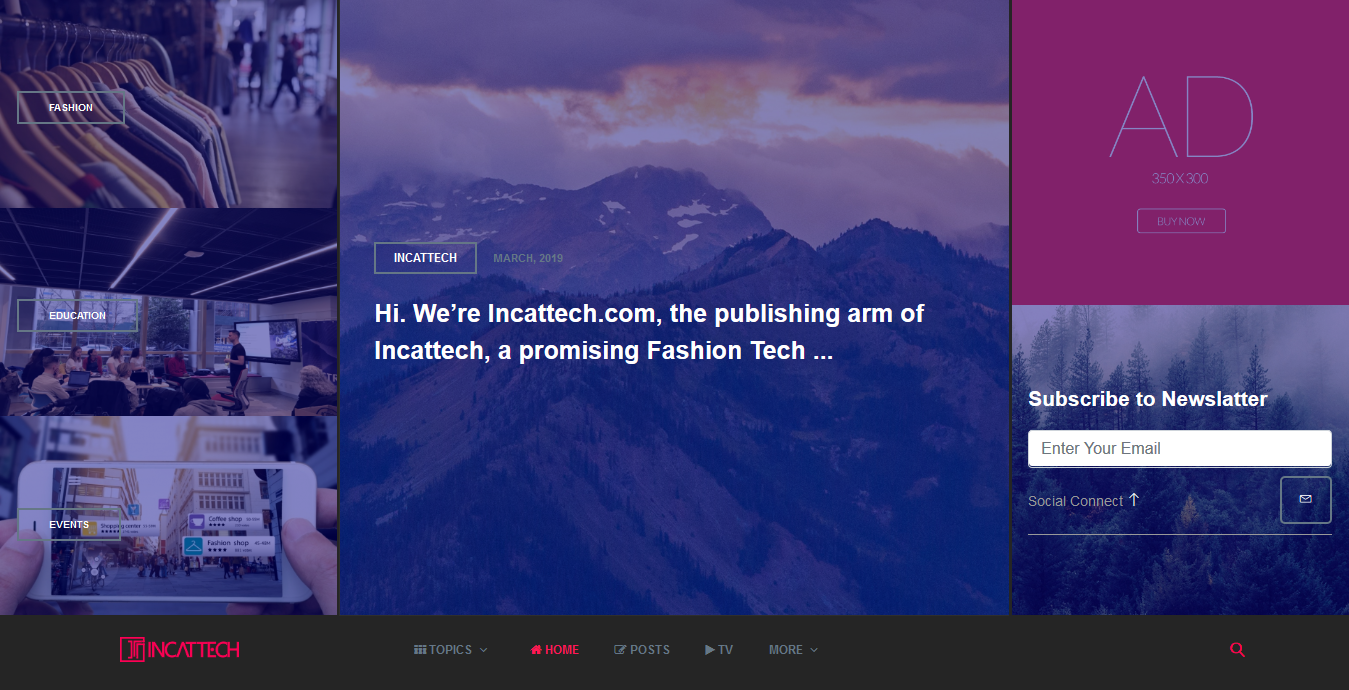 FASHION
EDUCATION
Shopping center
Coffee shop
Fashion shop
EVENTS
INCATTECH
MARCH, 2019
Hi. We’re Incattech.com, the publishing arm of
Incattech, a promising Fashion Tech ...
AD
350X300
BUY NOW
Subscribe to Newslatter
Enter Your Email
Social Connect
INCATTECH
TOPICS
HOME
POSTS
TV
MORE